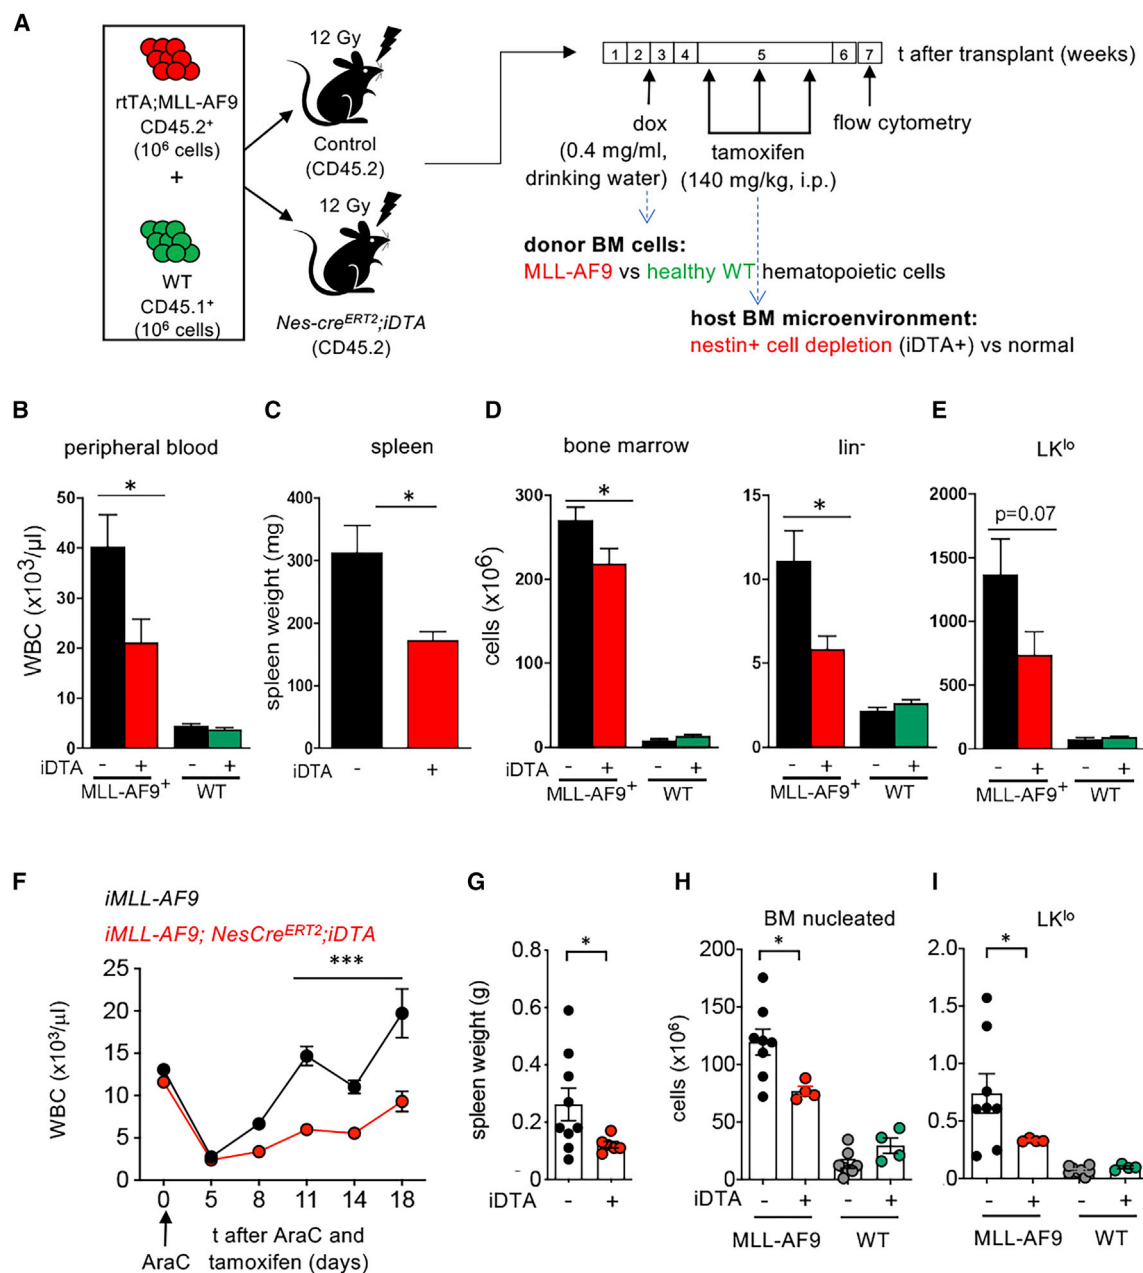 A
rtTA;MLL-AF9
CD45.2⁺
(10⁶ cells)
+
WT
CD45.1⁺
(10⁶ cells)
12 Gy
Control
(CD45.2)
12 Gy
Nes-creᴱᴿᵀ²;iDTA
(CD45.2)
1 2 3 4 5 6 7 t after transplant (weeks)
dox
(0.4 mg/ml,
drinking water)
tamoxifen
(140 mg/kg, i.p.)
flow cytometry
donor BM cells:
MLL-AF9 vs healthy WT hematopoietic cells
host BM microenvironment:
nestin+ cell depletion (iDTA+) vs normal
B
peripheral blood
WBC (x10³/µl)
50
40
30
20
10
0
*
iDTA - + - +
MLL-AF9⁺ WT
C
spleen
spleen weight (mg)
400
300
200
100
0
*
iDTA - +
D
bone marrow
cells (x10⁶)
300
200
100
0
*
iDTA - + - +
MLL-AF9⁺ WT
lin⁻
15
10
5
0
*
- + - +
MLL-AF9⁺ WT
E
LKˡᵒ
2000
1500
1000
500
0
p=0.07
- + - +
MLL-AF9⁺ WT
F
iMLL-AF9
iMLL-AF9; NesCreᴱᴿᵀ²;iDTA
WBC (x10³/µl)
25
20
15
10
5
0
***
0 5 8 11 14 18
AraC
t after AraC and
tamoxifen (days)
G
spleen weight (g)
0.8
0.6
0.4
0.2
0
*
iDTA - +
H
BM nucleated
cells (x10⁶)
200
150
100
50
0
*
iDTA - + - +
MLL-AF9 WT
I
LKˡᵒ
2.0
1.5
1.0
0.5
0
*
- + - +
MLL-AF9 WT